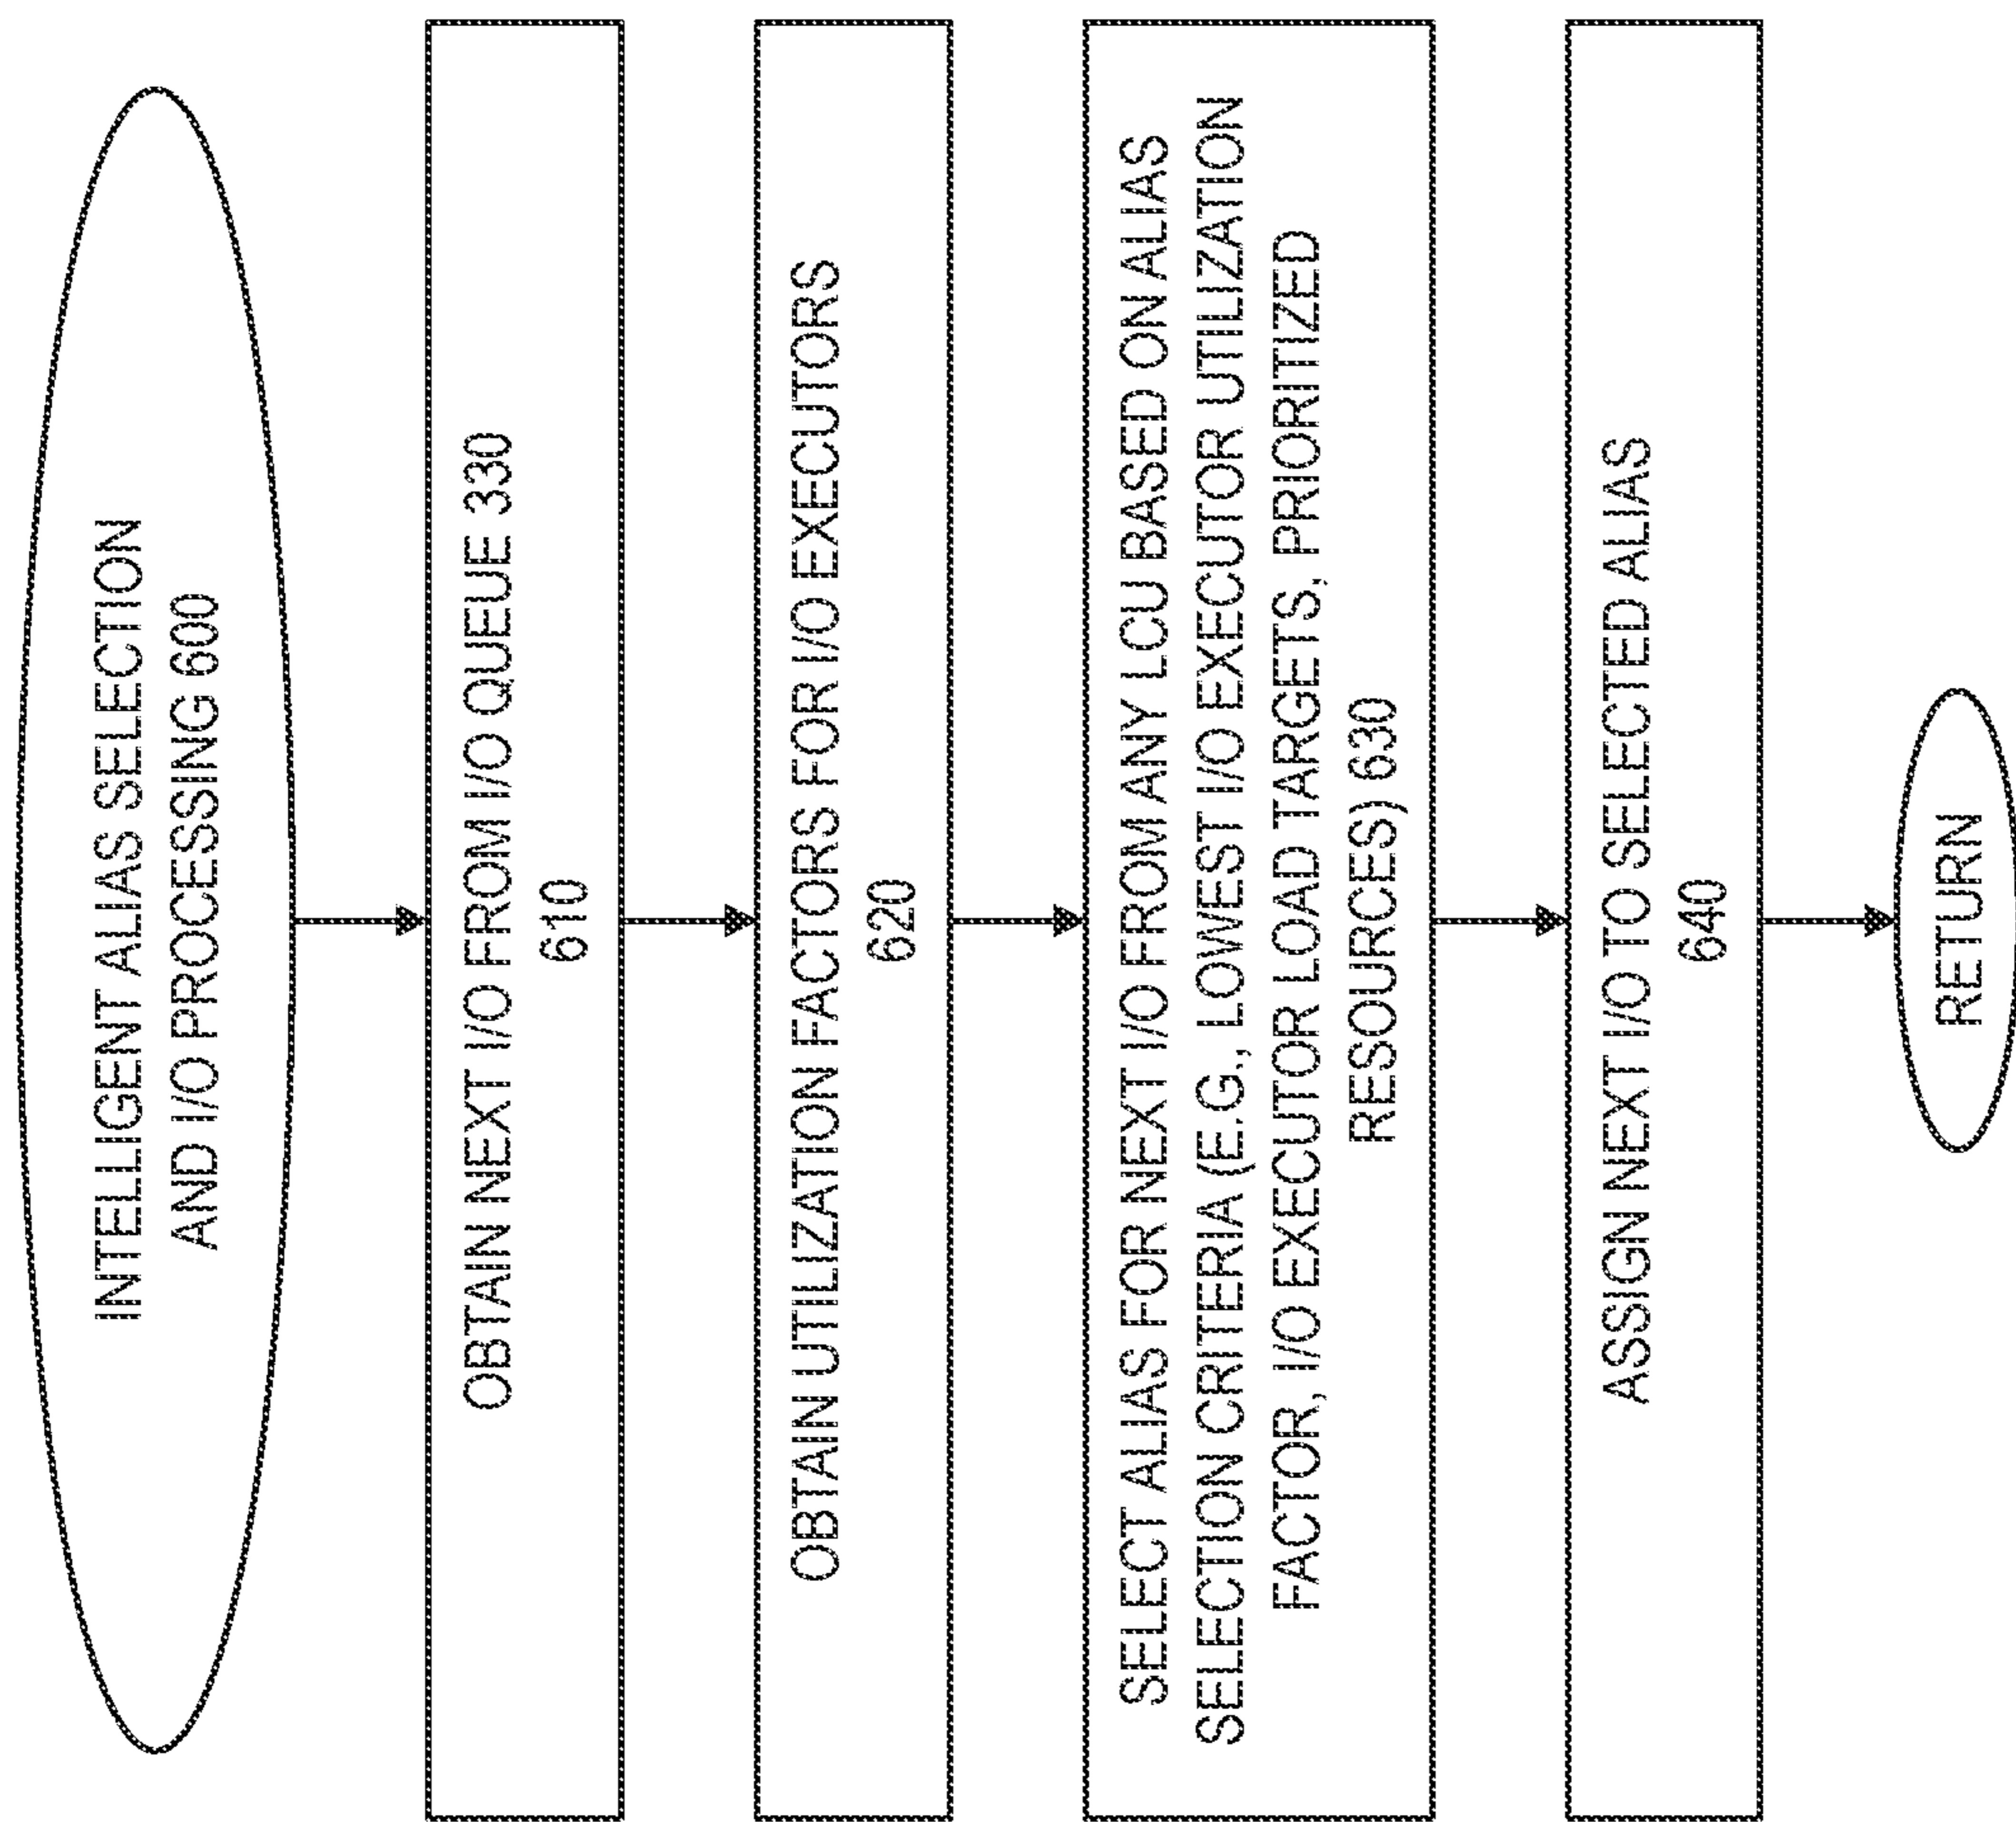 INTELLIGENT ALIAS SELECTION
AND I/O PROCESSING 600
OBTAIN NEXT I/O FROM I/O QUEUE 330
610
OBTAIN UTILIZATION FACTORS FOR I/O EXECUTORS
620
SELECT ALIAS FOR NEXT I/O FROM ANY LCU BASED ON ALIAS
SELECTION CRITERIA (E.G., LOWEST I/O EXECUTOR UTILIZATION
FACTOR, I/O EXECUTOR LOAD TARGETS, PRIORITIZED
RESOURCES) 630
ASSIGN NEXT I/O TO SELECTED ALIAS
640
RETURN